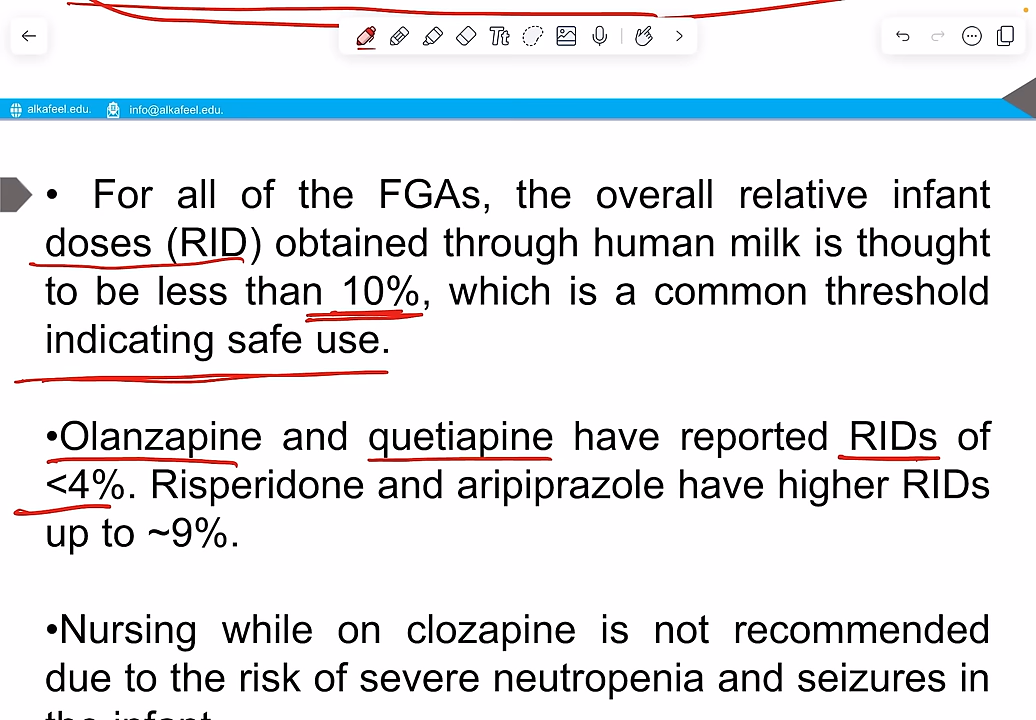 Tt
alkafeel.edu. info@alkafeel.edu.
• For all of the FGAs, the overall relative infant
doses (RID) obtained through human milk is thought
to be less than 10%, which is a common threshold
indicating safe use.
•Olanzapine and quetiapine have reported RIDs of
<4%. Risperidone and aripiprazole have higher RIDs
up to ~9%.
•Nursing while on clozapine is not recommended
due to the risk of severe neutropenia and seizures in
the infant